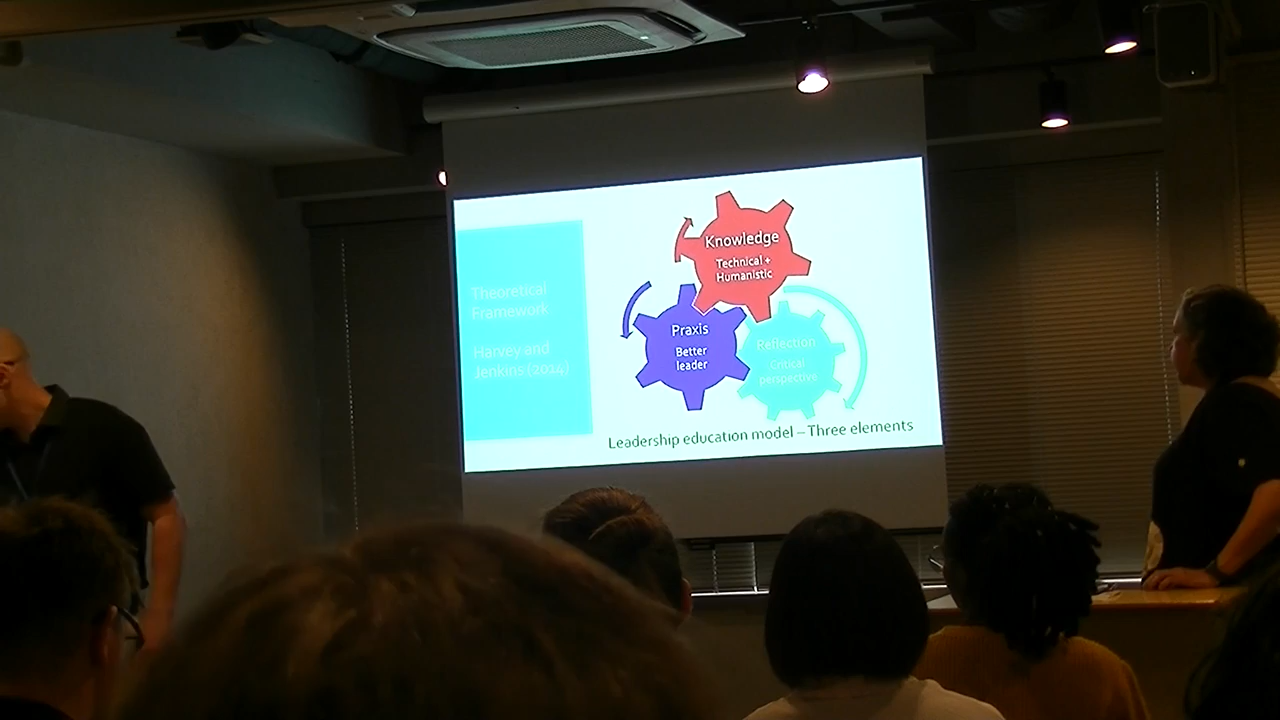 Theoretical
Framework
Harvey and
Jenkins (2014)
Knowledge
Technical +
Humanistic
Praxis
Better
leader
Reflection
Critical
perspective
Leadership education model – Three elements